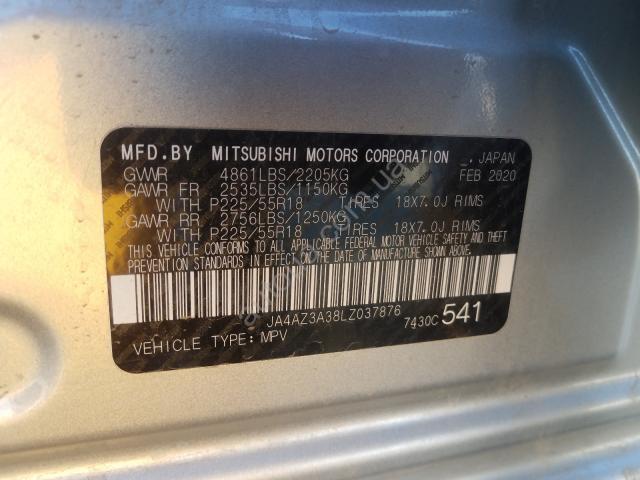 MFD.BY MITSUBISHI MOTORS CORPORATION _. JAPAN
GVWR 4861LBS/2205KG FEB 2020
GAWR FR 2535LBS/1150KG
WITH P225/55R18 TIRES 18X7.0J RIMS
GAWR RR 2756LBS/1250KG
WITH P225/55R18 TIRES 18X7.0J RIMS
THIS VEHICLE CONFORMS TO ALL APPLICABLE FEDERAL MOTOR VEHICLE SAFETY AND THEFT
PREVENTION STANDARDS IN EFFECT ON THE DATE OF MANUFACTURE SHOWN ABOVE.
JA4AZ3A38LZ037876
7430C 541
VEHICLE TYPE: MPV